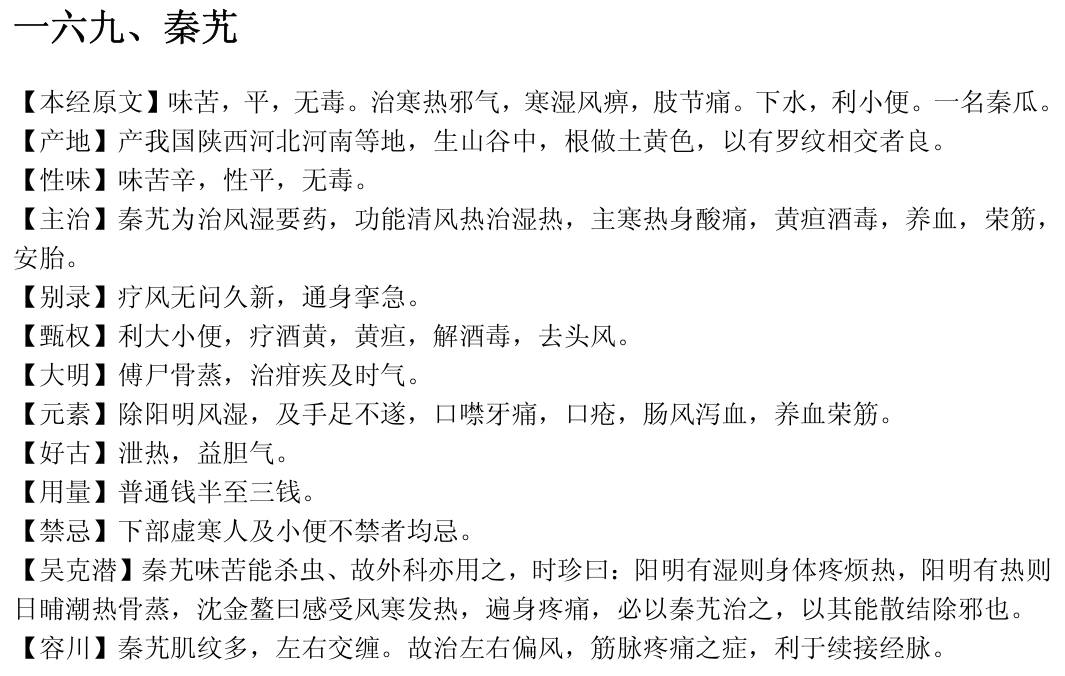 一六九、秦艽
【本经原文】味苦，平，无毒。治寒热邪气，寒湿风痹，肢节痛。下水，利小便。一名秦瓜。
【产地】产我国陕西河北河南等地，生山谷中，根做土黄色，以有罗纹相交者良。
【性味】味苦辛，性平，无毒。
【主治】秦艽为治风湿要药，功能清风热治湿热，主寒热身酸痛，黄疸酒毒，养血，荣筋，
安胎。
【别录】疗风无问久新，通身挛急。
【甄权】利大小便，疗酒黄，黄疸，解酒毒，去头风。
【大明】傅尸骨蒸，治疳疾及时气。
【元素】除阳明风湿，及手足不遂，口噤牙痛，口疮，肠风泻血，养血荣筋。
【好古】泄热，益胆气。
【用量】普通钱半至三钱。
【禁忌】下部虚寒人及小便不禁者均忌。
【吴克潜】秦艽味苦能杀虫、故外科亦用之，时珍曰：阳明有湿则身体疼烦热，阳明有热则
日晡潮热骨蒸，沈金鳌曰感受风寒发热，遍身疼痛，必以秦艽治之，以其能散结除邪也。
【容川】秦艽肌纹多，左右交缠。故治左右偏风，筋脉疼痛之症，利于续接经脉。